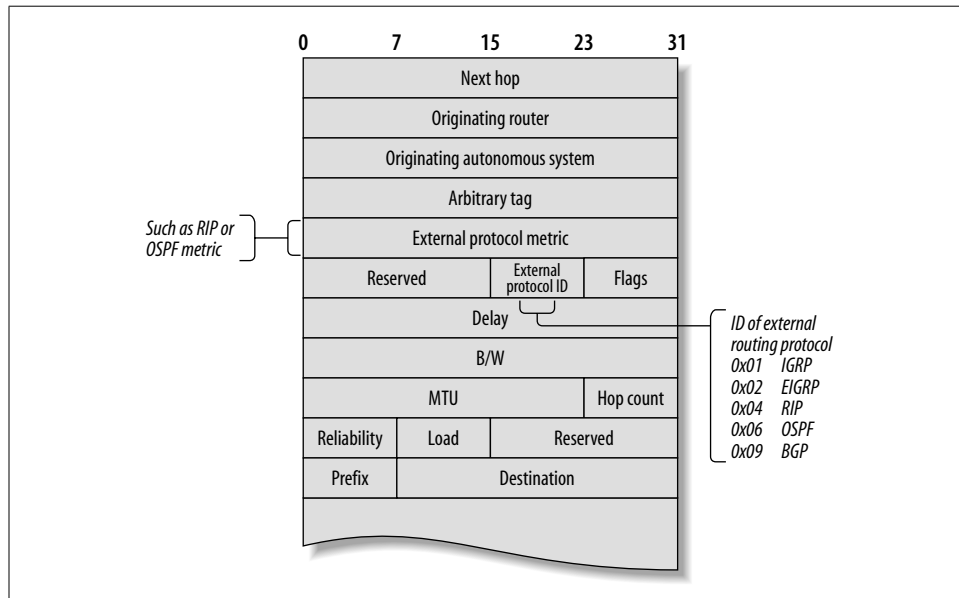 0 7 15 23 31
Next hop
Originating router
Originating autonomous system
Arbitrary tag
Such as RIP or
OSPF metric
External protocol metric
Reserved
External
protocol ID
Flags
Delay
B/W
MTU
Hop count
Reliability
Load
Reserved
Prefix
Destination
ID of external
routing protocol
0x01 IGRP
0x02 EIGRP
0x04 RIP
0x06 OSPF
0x09 BGP